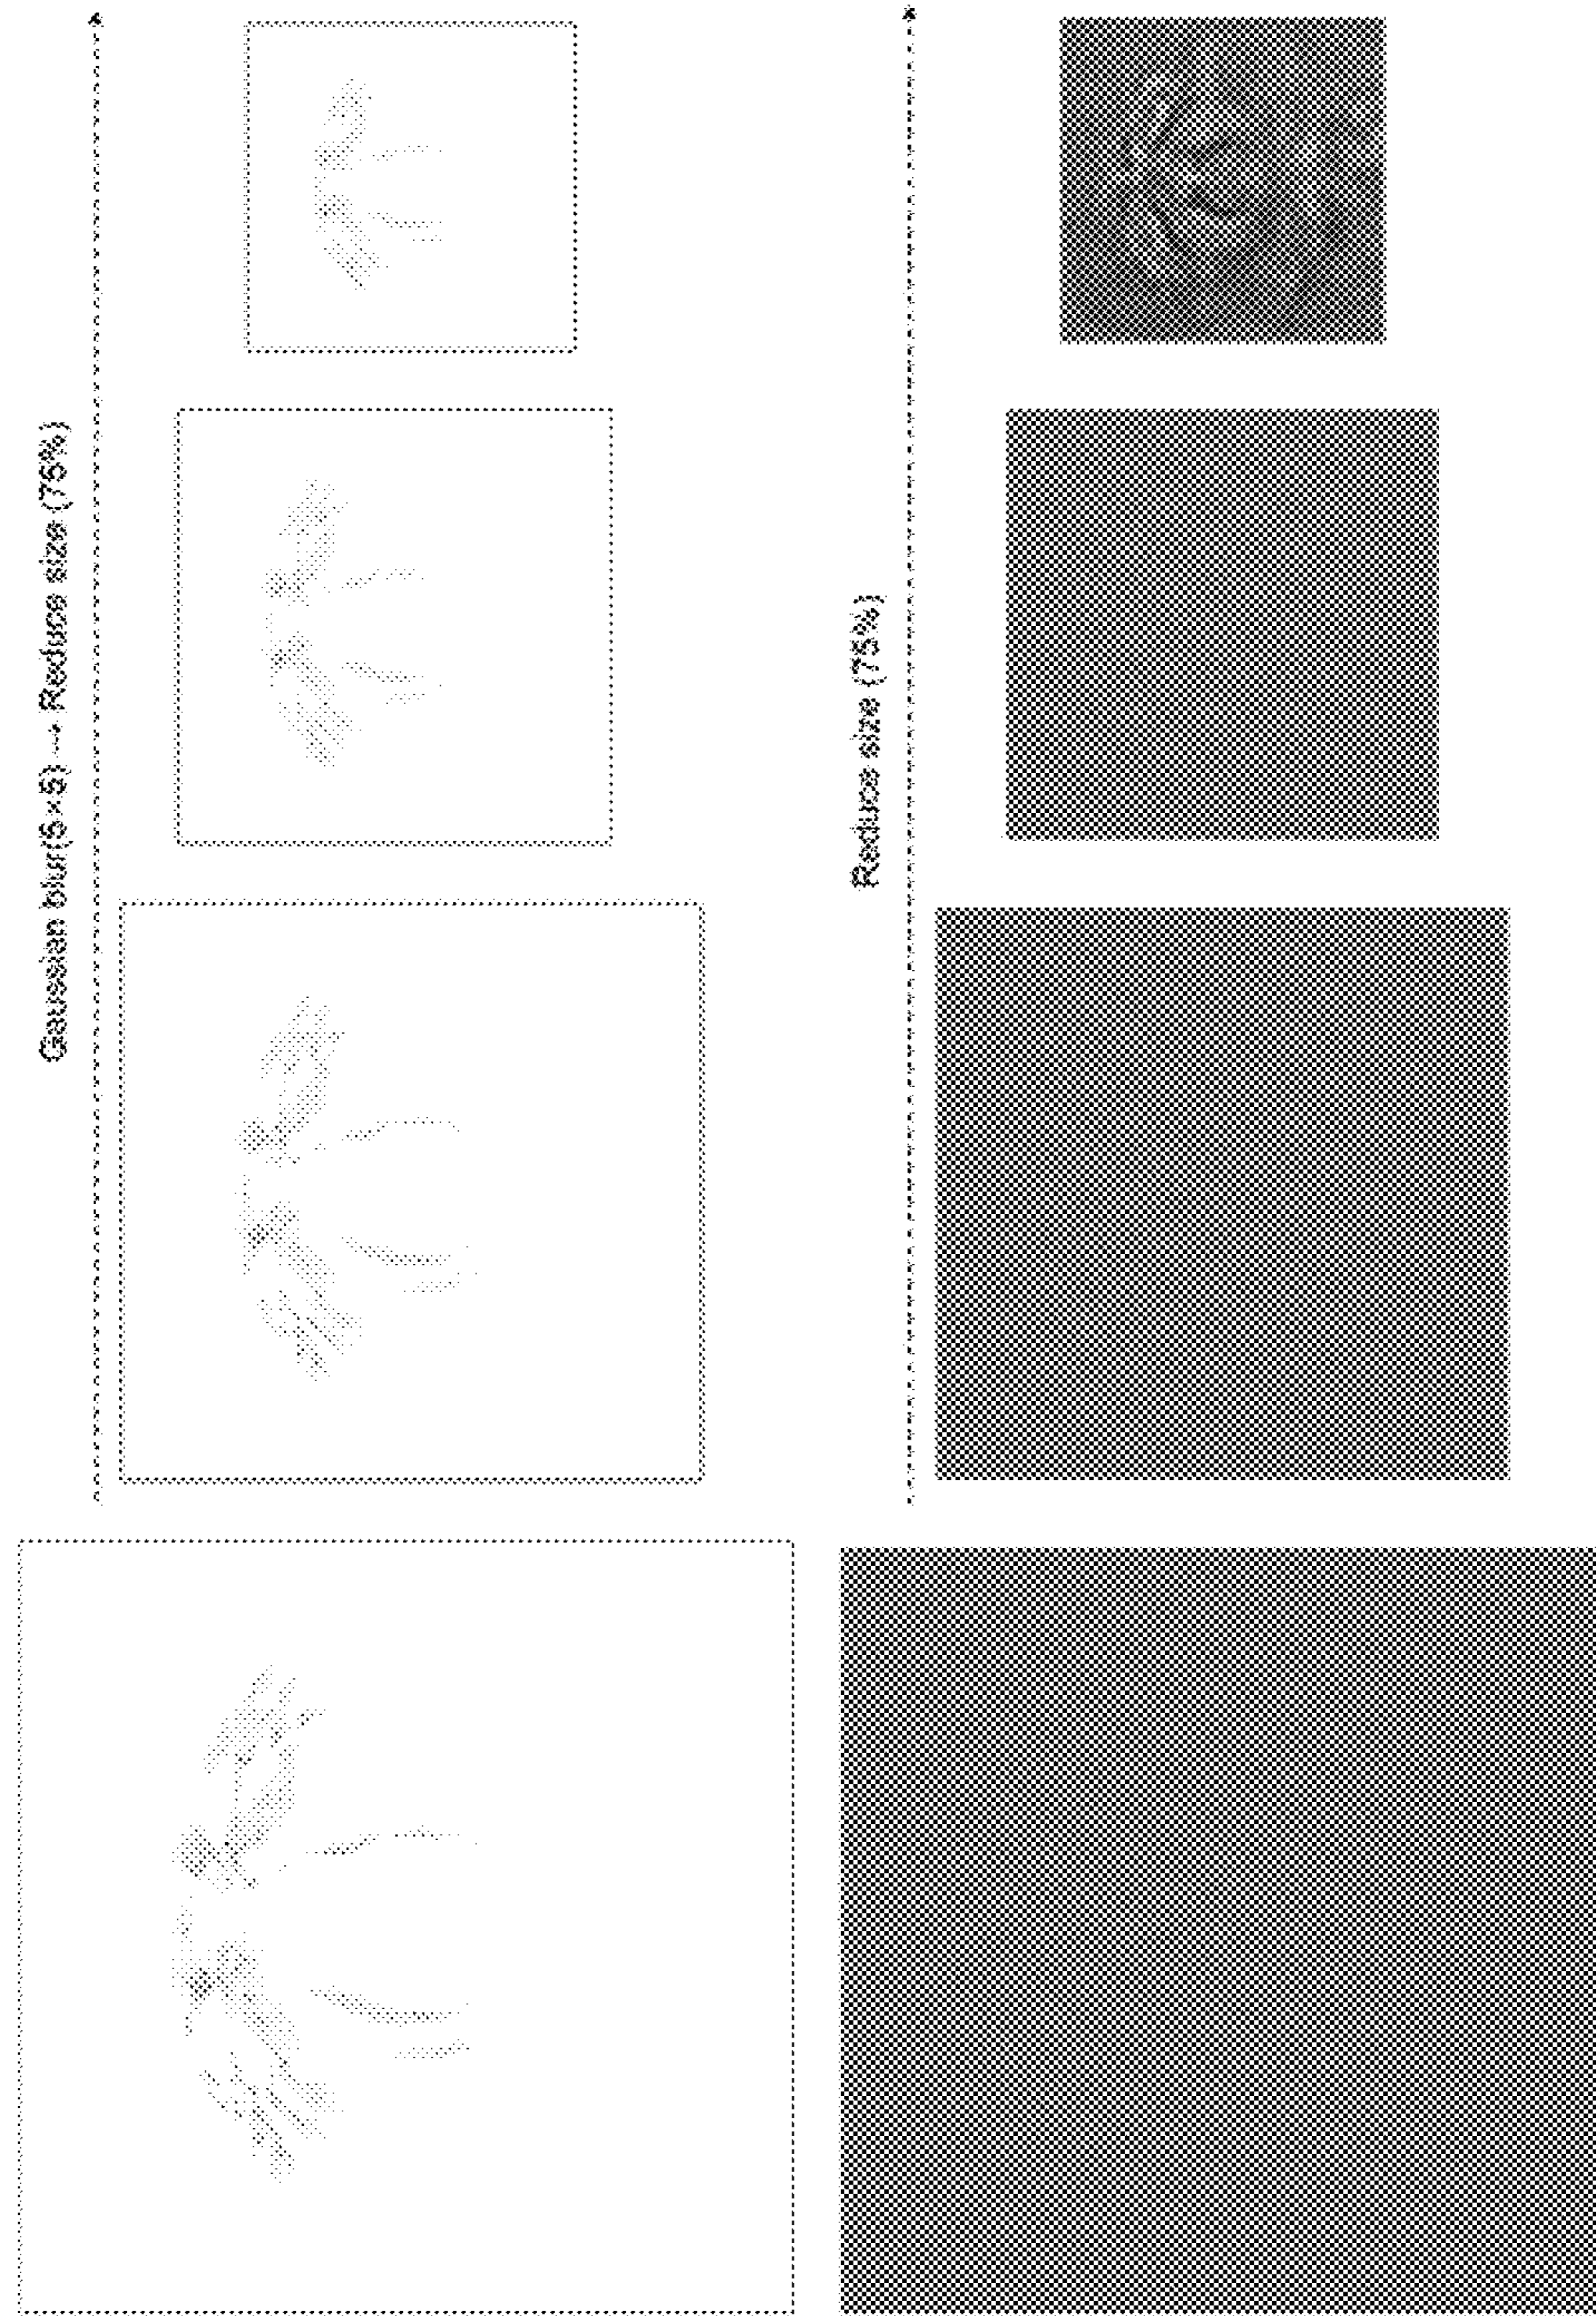 Gaussian blur(5×5) → Reduce size (75%)
Reduce size (75%)